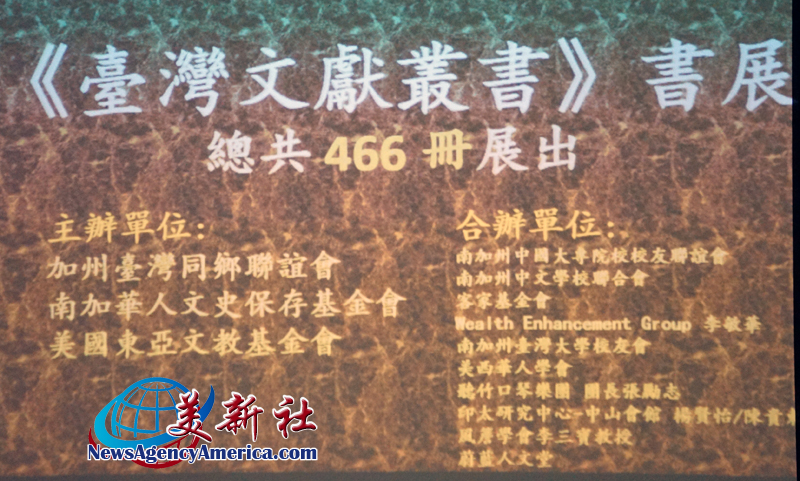 《臺灣文獻叢書》書展
總共 466 冊展出
主辦單位:
加州臺灣同鄉聯誼會
南加華人文史保存基金會
美國東亞文教基金會
合辦單位:
南加州中國大專院校校友聯誼會
南加州中文學校聯合會
客家基金會
Wealth Enhancement Group 李敏華
南加州臺灣大學校友會
美西華人學會
聽竹口琴樂團 團長張勵志
印太研究中心-中山會館 楊賢怡/陳貴
風唐學會李三寶教授
蔚藍人文堂
美新社
NewsAgencyAmerica.com